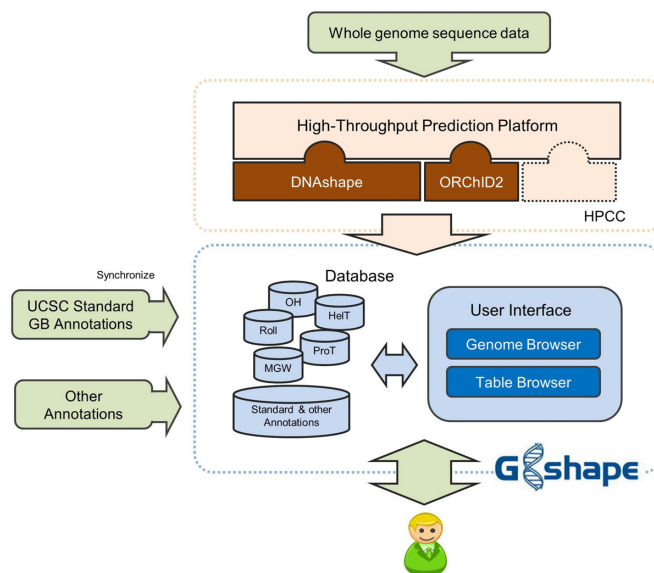 Whole genome sequence data
High-Throughput Prediction Platform
DNAshape
ORChID2
HPCC
Synchronize
UCSC Standard
GB Annotations
Other
Annotations
Database
OH
HelT
Roll
ProT
MGW
Standard & other
Annotations
User Interface
Genome Browser
Table Browser
G shape